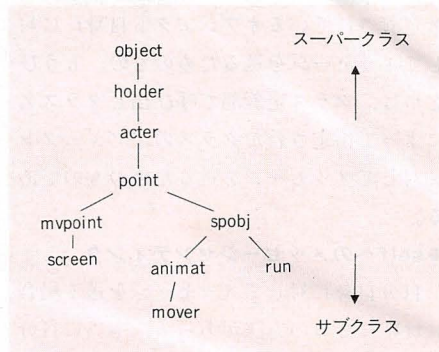 object
スーパークラス
holder
acter
point
mvpoint
spobj
screen
animat
run
mover
サブクラス